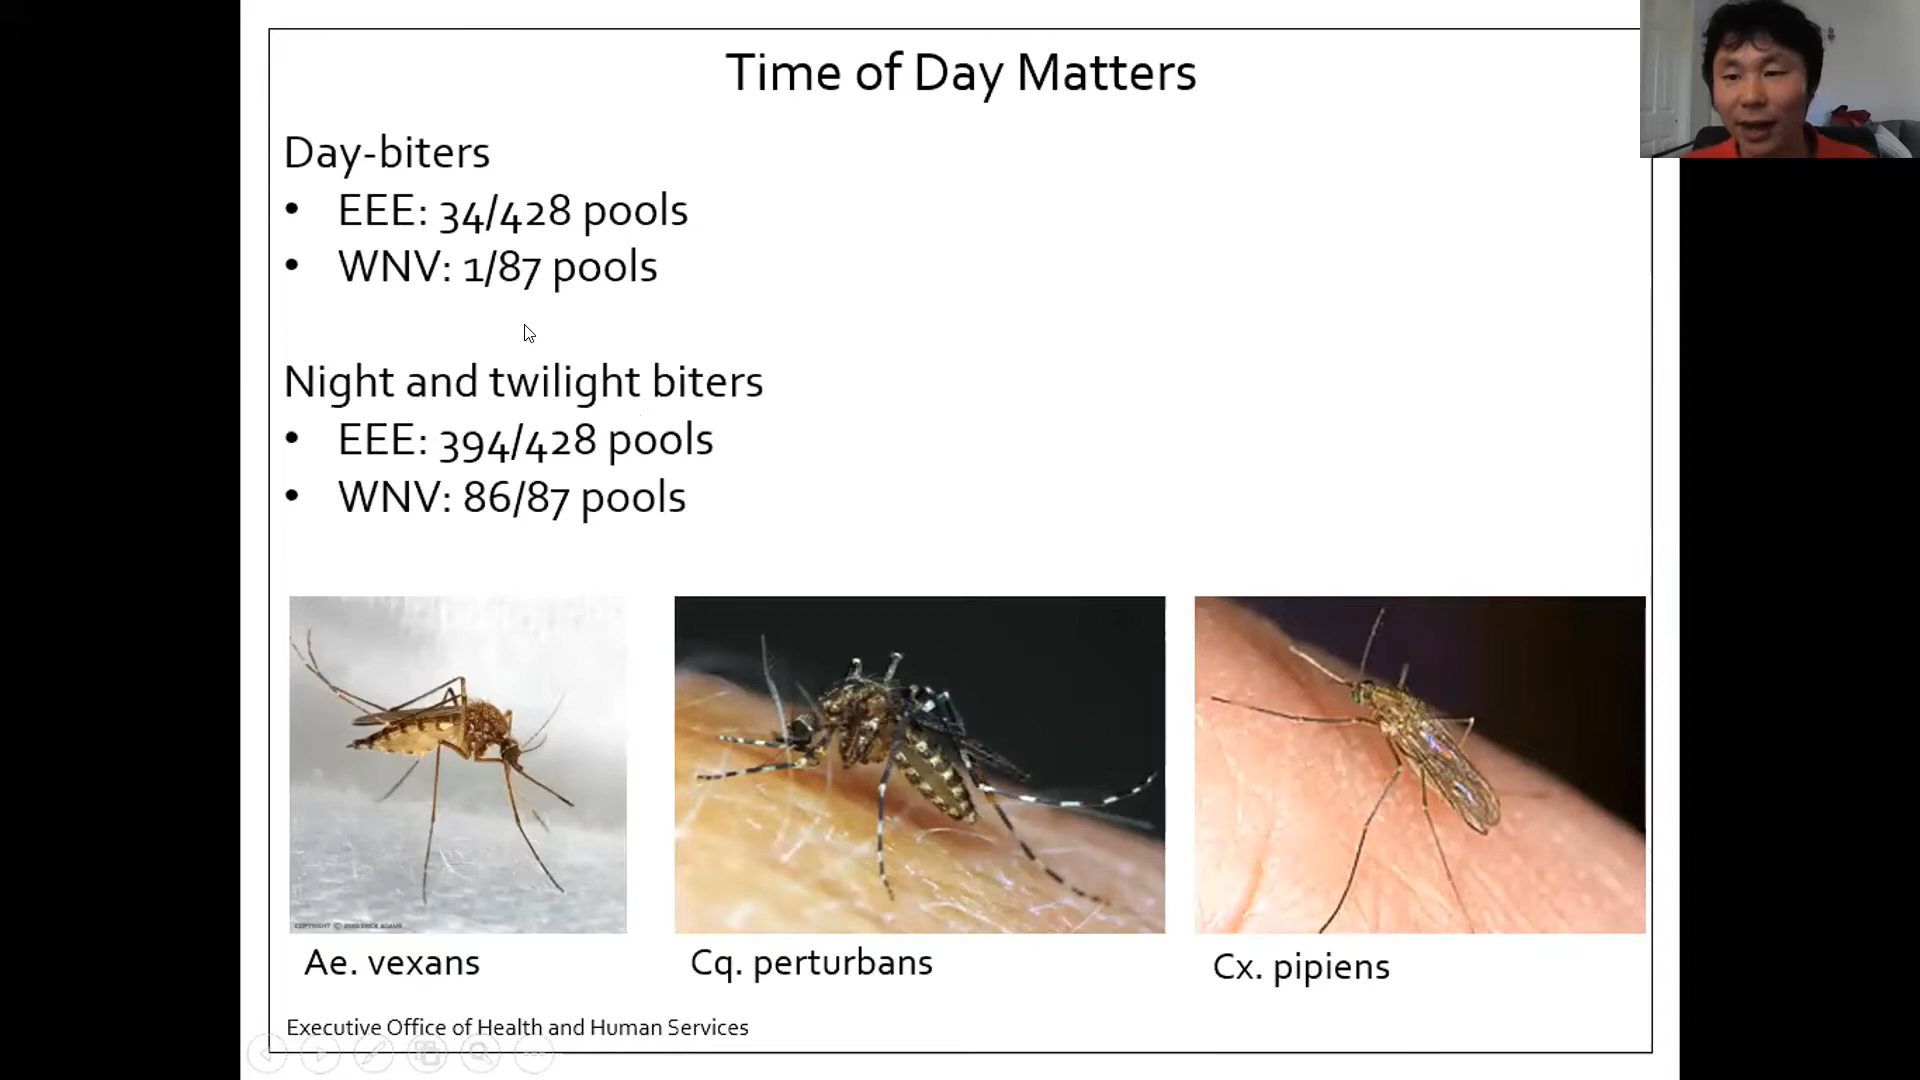 Time of Day Matters
Day-biters
• EEE: 34/428 pools
• WNV: 1/87 pools
Night and twilight biters
• EEE: 394/428 pools
• WNV: 86/87 pools
Ae. vexans
Cq. perturbans
Cx. pipiens
Executive Office of Health and Human Services